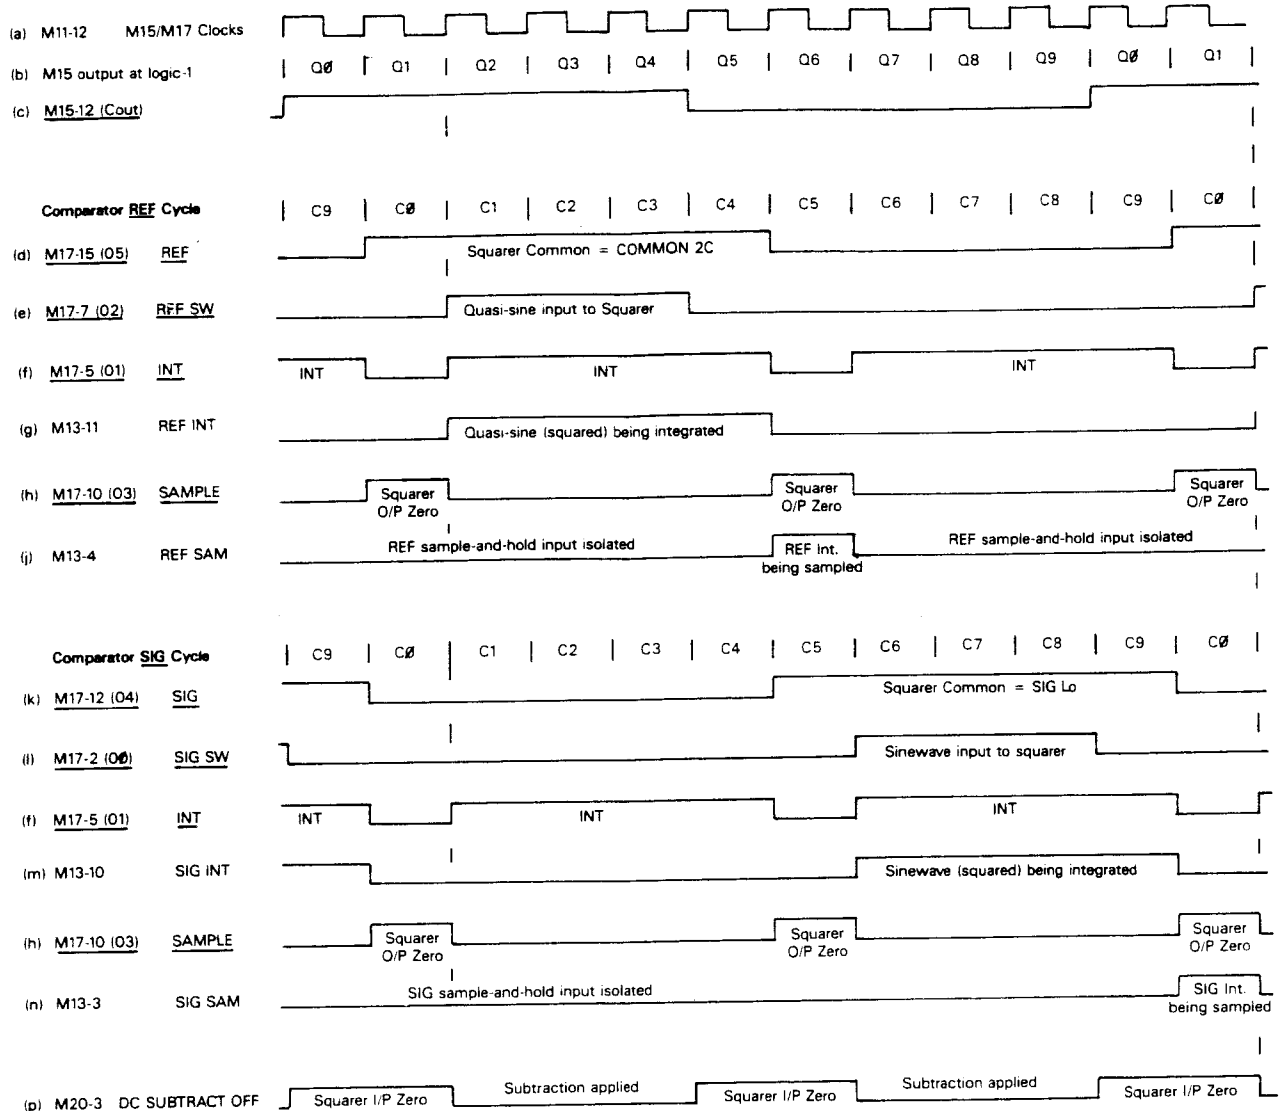 (a) M11-12 M15/M17 Clocks
(b) M15 output at logic-1 | QØ | Q1 | Q2 | Q3 | Q4 | Q5 | Q6 | Q7 | Q8 | Q9 | QØ | Q1 |
(c) M15-12 (Cout)
Comparator REF Cycle | C9 | CØ | C1 | C2 | C3 | C4 | C5 | C6 | C7 | C8 | C9 | CØ |
(d) M17-15 (05) REF Squarer Common = COMMON 2C
(e) M17-7 (02) REF SW Quasi-sine input to Squarer
(f) M17-5 (01) INT INT INT INT
(g) M13-11 REF INT Quasi-sine (squared) being integrated
(h) M17-10 (03) SAMPLE Squarer Squarer Squarer
O/P Zero O/P Zero O/P Zero
REF sample-and-hold input isolated REF sample-and-hold input isolated
(j) M13-4 REF SAM REF Int.
being sampled
Comparator SIG Cycle | C9 | CØ | C1 | C2 | C3 | C4 | C5 | C6 | C7 | C8 | C9 | CØ |
(k) M17-12 (04) SIG Squarer Common = SIG Lo
(l) M17-2 (0Ø) SIG SW Sinewave input to squarer
(f) M17-5 (01) INT INT INT INT
(m) M13-10 SIG INT Sinewave (squared) being integrated
(h) M17-10 (03) SAMPLE Squarer Squarer Squarer
O/P Zero O/P Zero O/P Zero
SIG sample-and-hold input isolated
(n) M13-3 SIG SAM SIG Int.
being sampled
(p) M20-3 DC SUBTRACT OFF Squarer I/P Zero Subtraction applied Squarer I/P Zero Subtraction applied Squarer I/P Zero